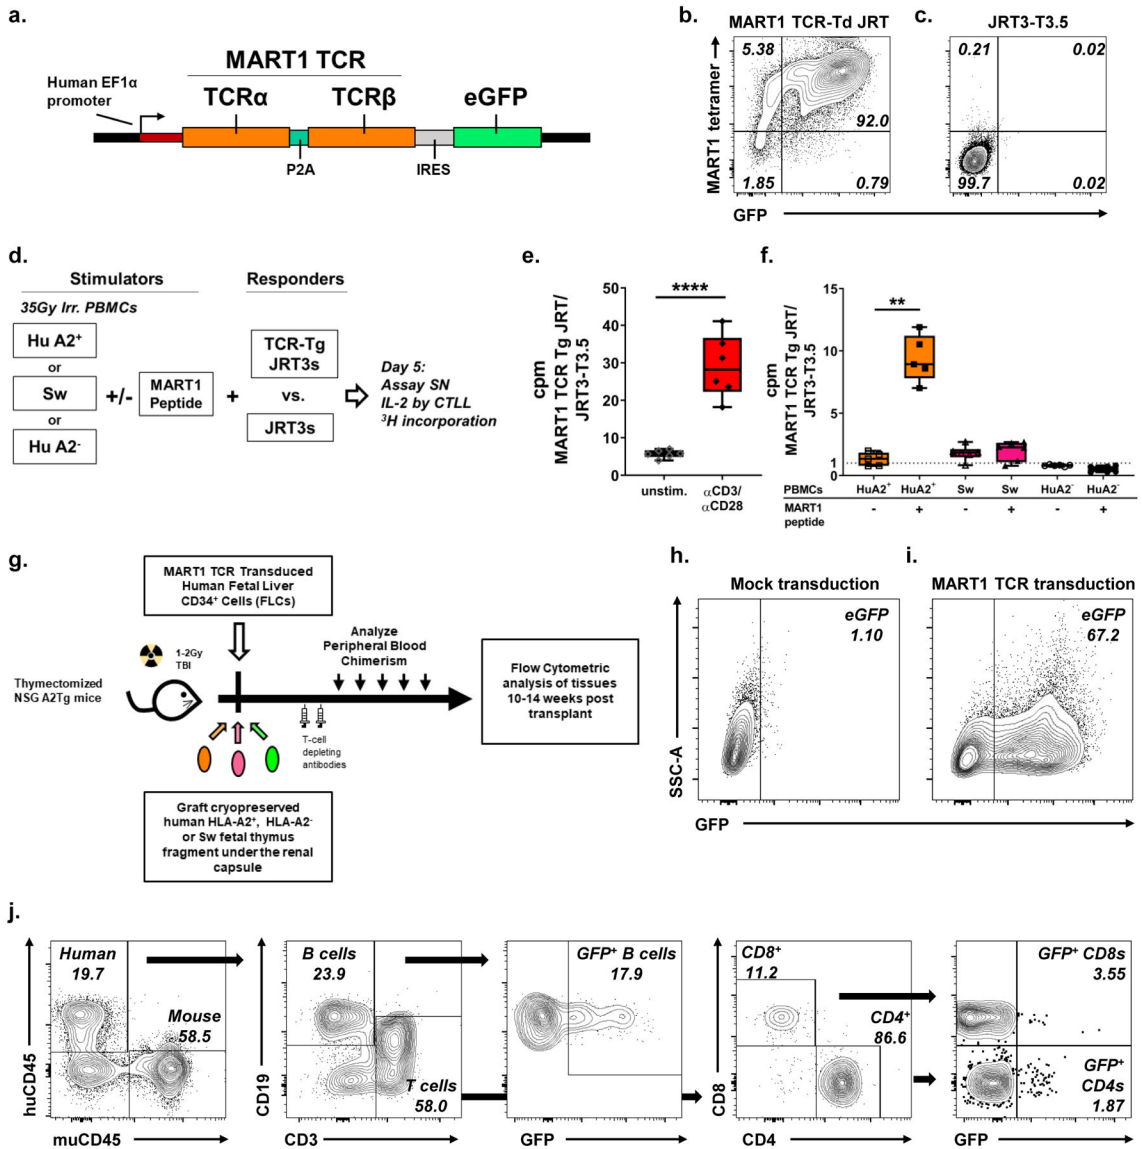 a.
MART1 TCR
Human EF1α
promoter
TCRα
TCRβ
eGFP
P2A
IRES
b.
MART1 TCR-Td JRT
5.38
92.0
1.85
0.79
MART1 tetramer
GFP
c.
JRT3-T3.5
0.21
0.02
99.7
0.02
d.
Stimulators
Responders
35Gy Irr. PBMCs
Hu A2+
or
Sw
or
Hu A2-
+/-
MART1
Peptide
+
TCR-Tg
JRT3s
vs.
JRT3s
Day 5:
Assay SN
IL-2 by CTLL
3H incorporation
e.
cpm
MART1 TCR Tg JRT/
JRT3-T3.5
50
40
30
20
10
0
****
unstim.
αCD3/
αCD28
f.
cpm
MART1 TCR Tg JRT/
JRT3-T3.5
15
10
5
1
0
**
PBMCs
HuA2+
HuA2+
Sw
Sw
HuA2-
HuA2-
MART1
peptide
-
+
-
+
-
+
g.
MART1 TCR Transduced
Human Fetal Liver
CD34+ Cells (FLCs)
1-2Gy
TBI
Analyze
Peripheral Blood
Chimerism
Thymectomized
NSG A2Tg mice
T-cell
depleting
antibodies
Flow Cytometric
analysis of tissues
10-14 weeks post
transplant
Graft cryopreserved
human HLA-A2+, HLA-A2-
or Sw fetal thymus
fragment under the renal
capsule
h.
Mock transduction
eGFP
1.10
SSC-A
GFP
i.
MART1 TCR transduction
eGFP
67.2
j.
Human
19.7
Mouse
58.5
huCD45
muCD45
B cells
23.9
T cells
58.0
CD19
CD3
GFP+ B cells
17.9
GFP
CD8+
11.2
CD4+
86.6
CD8
CD4
GFP+ CD8s
3.55
GFP+
CD4s
1.87
GFP